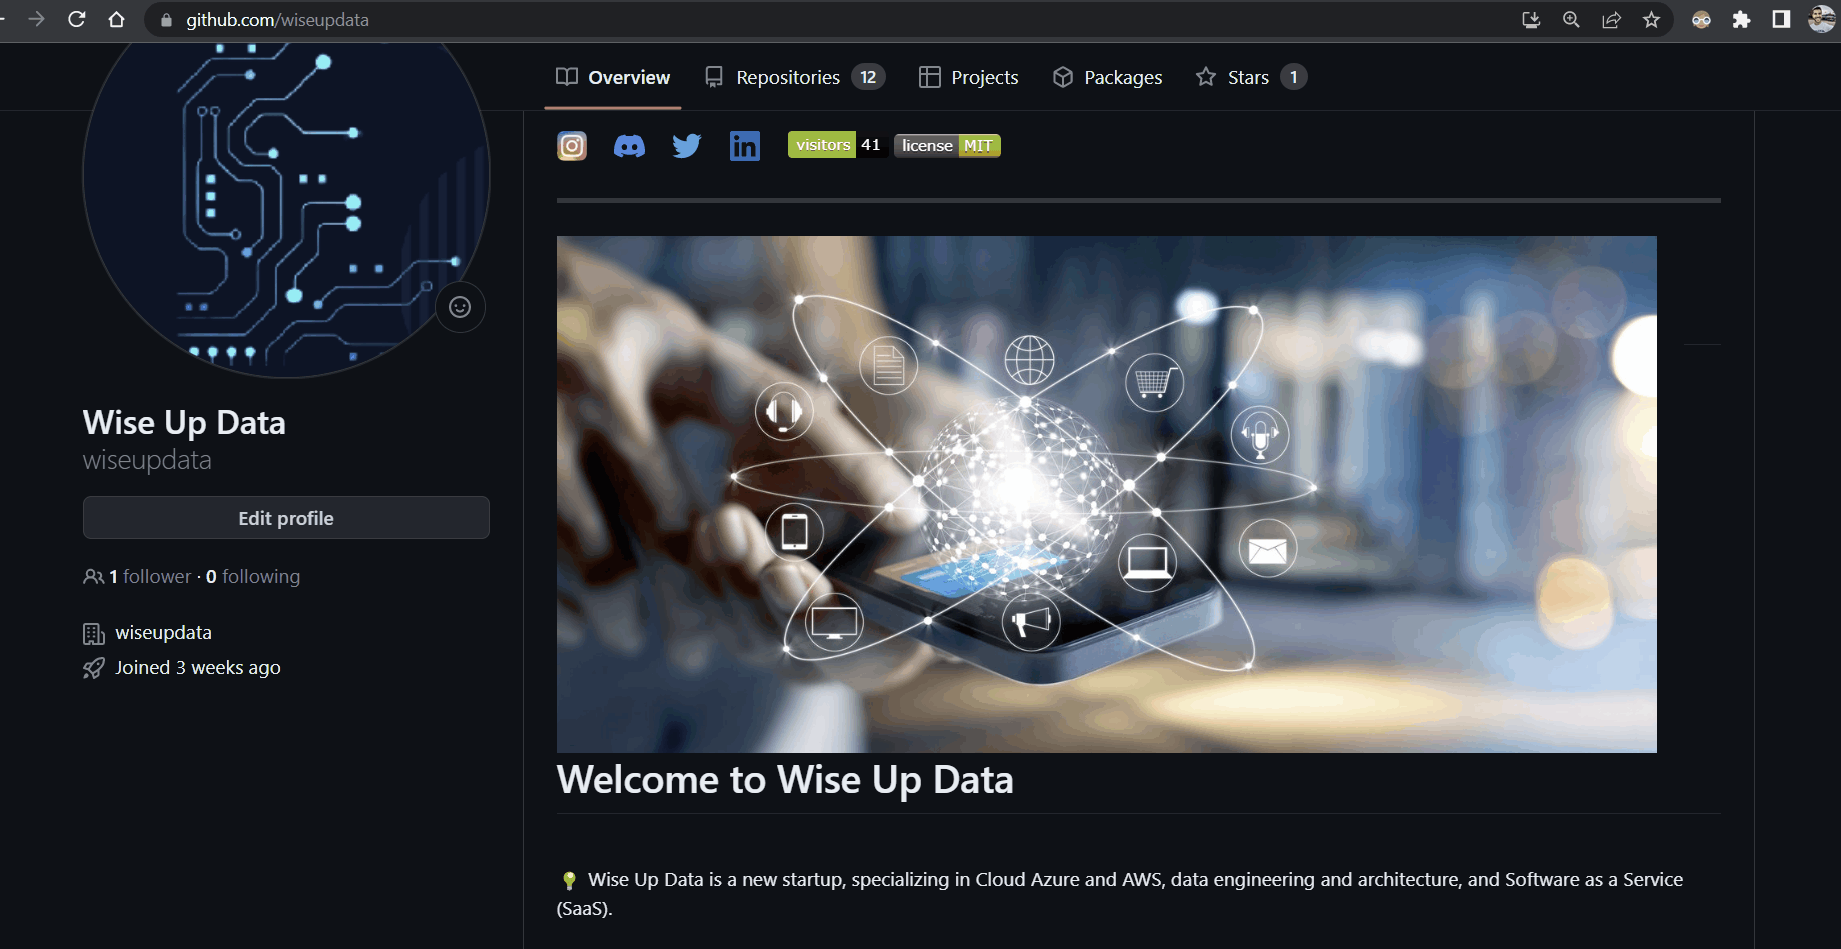 github.com/wiseupdata
Overview
Repositories 12
Projects
Packages
Stars 1
visitors 41
license MIT
Wise Up Data
wiseupdata
Edit profile
1 follower · 0 following
wiseupdata
Joined 3 weeks ago
Welcome to Wise Up Data
💡 Wise Up Data is a new startup, specializing in Cloud Azure and AWS, data engineering and architecture, and Software as a Service
(SaaS).